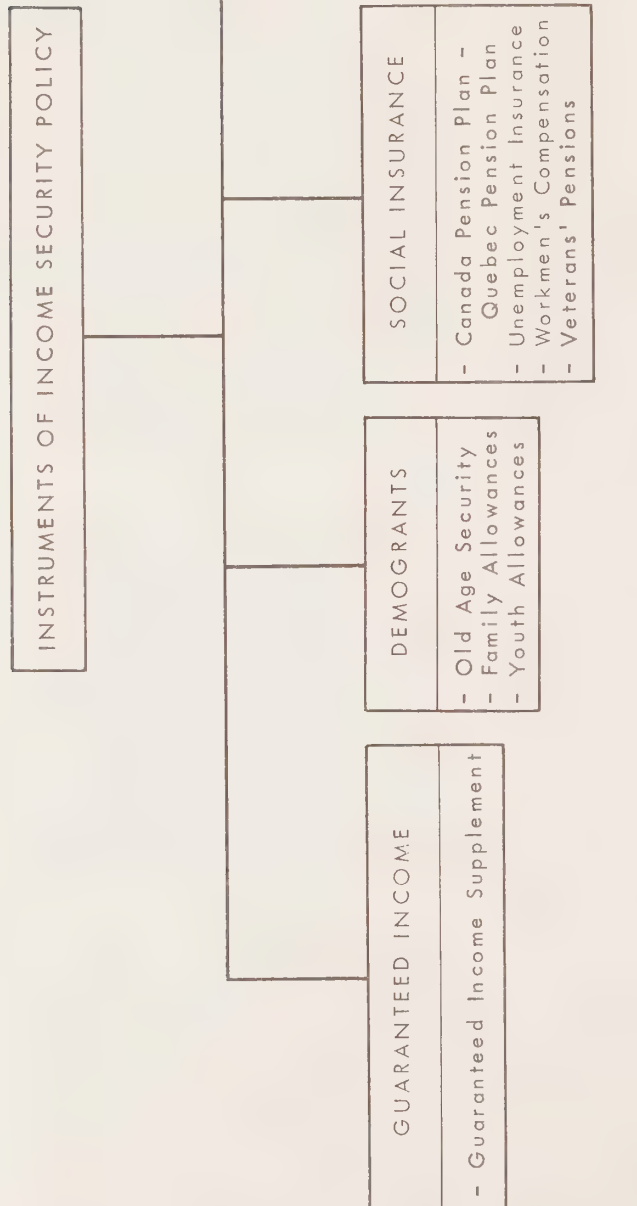 INSTRUMENTS OF INCOME SECURITY POLICY
GUARANTEED INCOME
- Guaranteed Income Supplement
DEMOGRANTS
- Old Age Security
- Family Allowances
- Youth Allowances
SOCIAL INSURANCE
- Canada Pension Plan -
Quebec Pension Plan
- Unemployment Insurance
- Workmen's Compensation
- Veterans' Pensions